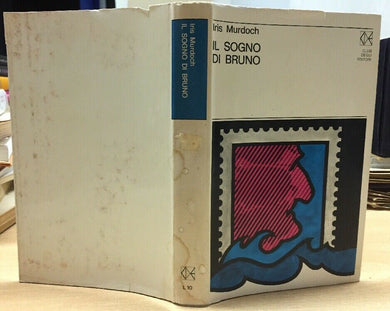 Iris Murdoch
IL SOGNO DI BRUNO
L 10
Iris Murdoch
IL SOGNO
DI BRUNO
CLUB
DEGLI
EDITORI